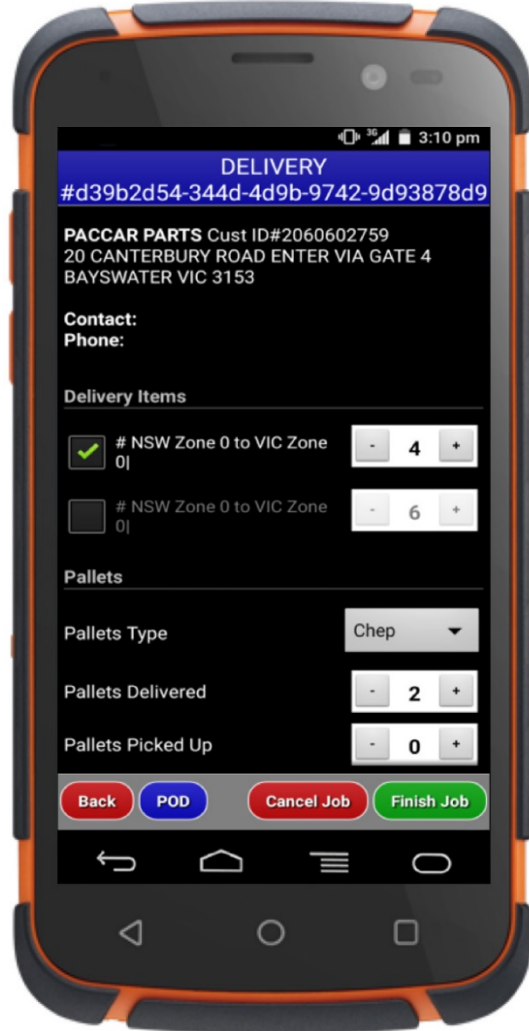 3G 3:10 pm
DELIVERY
#d39b2d54-344d-4d9b-9742-9d93878d9
PACCAR PARTS Cust ID#2060602759
20 CANTERBURY ROAD ENTER VIA GATE 4
BAYSWATER VIC 3153
Contact:
Phone:
Delivery Items
# NSW Zone 0 to VIC Zone
0|
- 4 +
# NSW Zone 0 to VIC Zone
0|
- 6 +
Pallets
Pallets Type Chep
Pallets Delivered - 2 +
Pallets Picked Up - 0 +
Back POD Cancel Job Finish Job